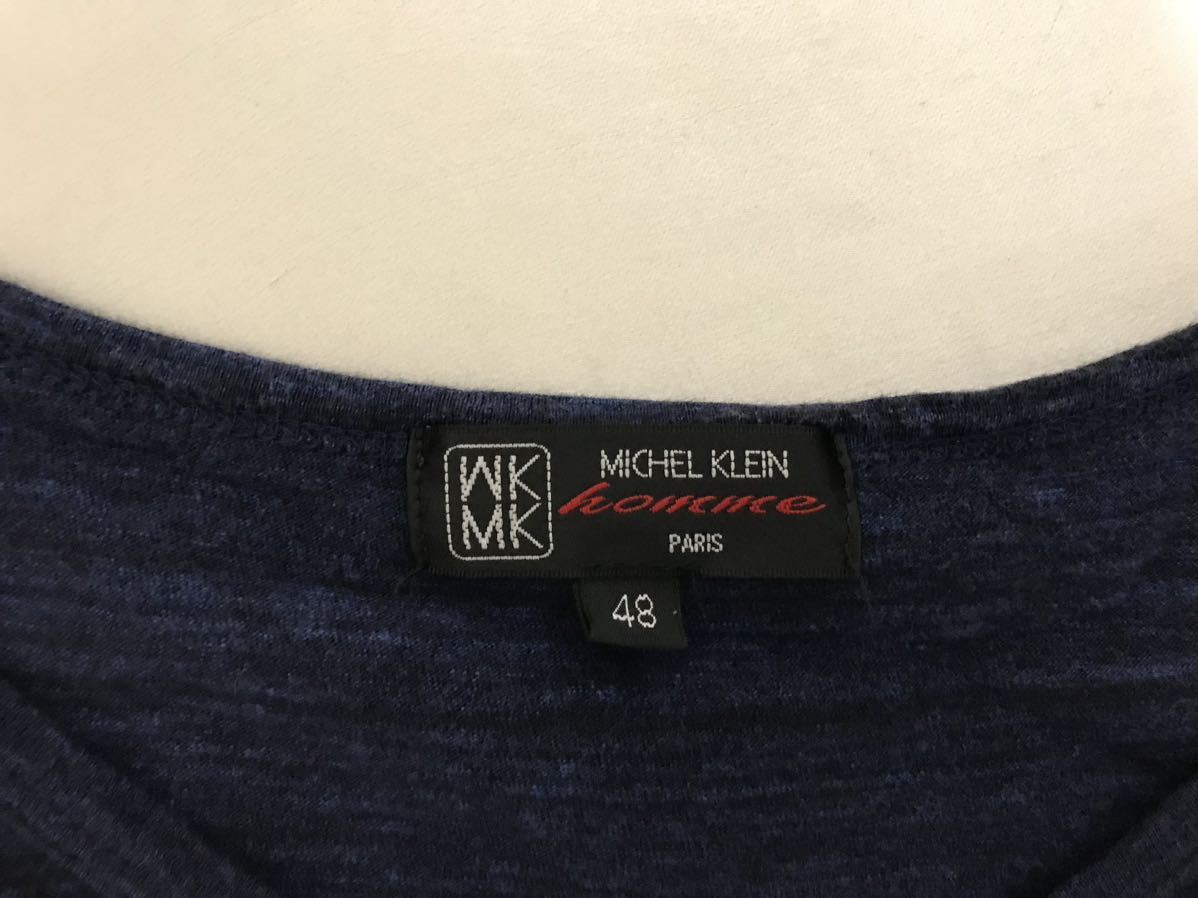 MK
MK
MICHEL KLEIN
homme
PARIS
48